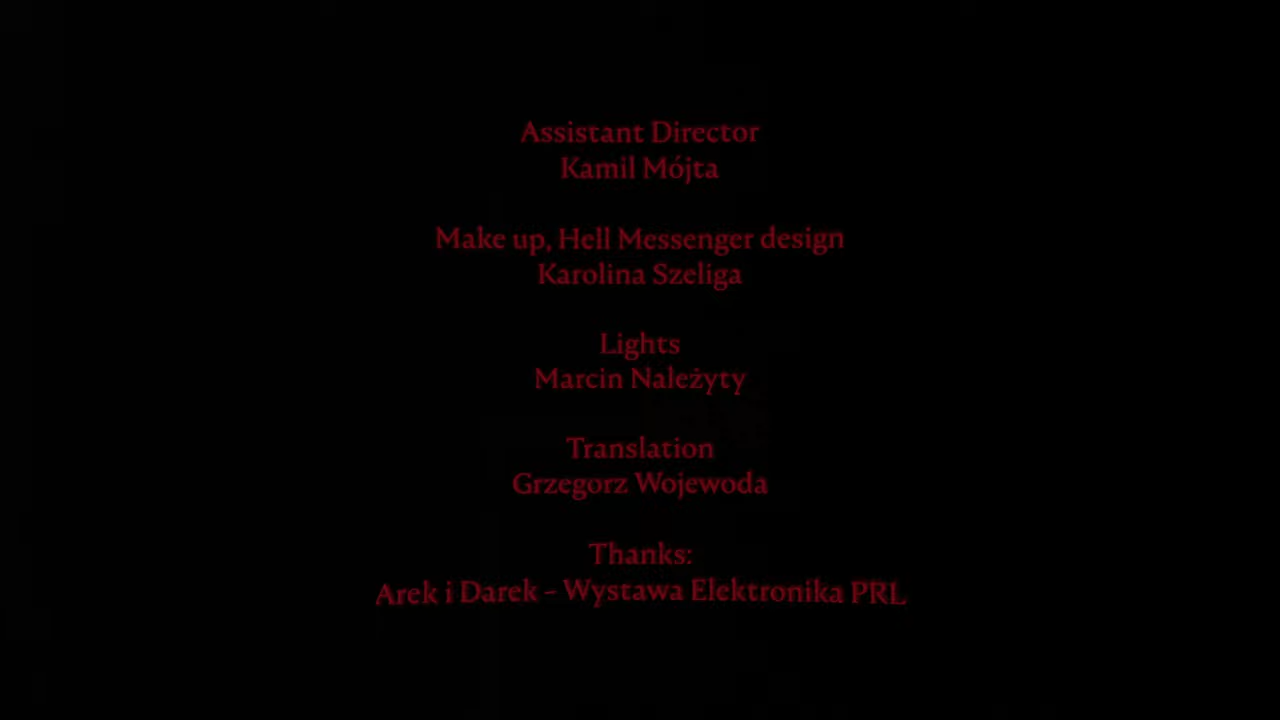 Assistant Director
Kamil Mójta
Make up, Hell Messenger design
Karolina Szeliga
Lights
Marcin Należyty
Translation
Grzegorz Wojewoda
Thanks:
Arek i Darek - Wystawa Elektronika PRL